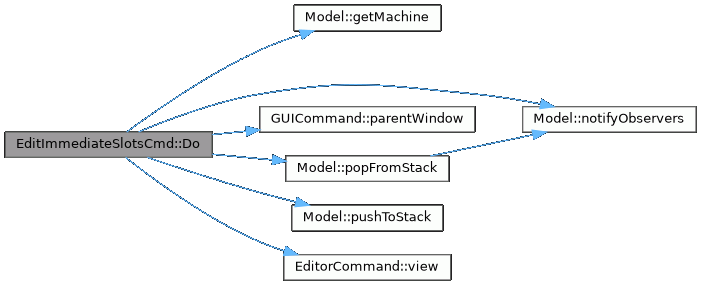 Model::getMachine
Model::notifyObservers
GUICommand::parentWindow
EditImmediateSlotsCmd::Do
Model::popFromStack
Model::pushToStack
EditorCommand::view